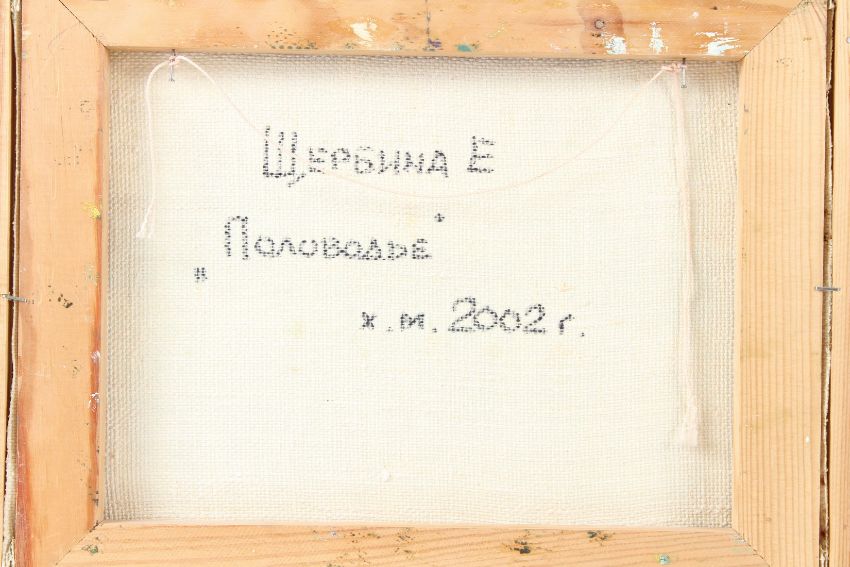 Щербина Е
„Половодье"
х.м. 2002 г.